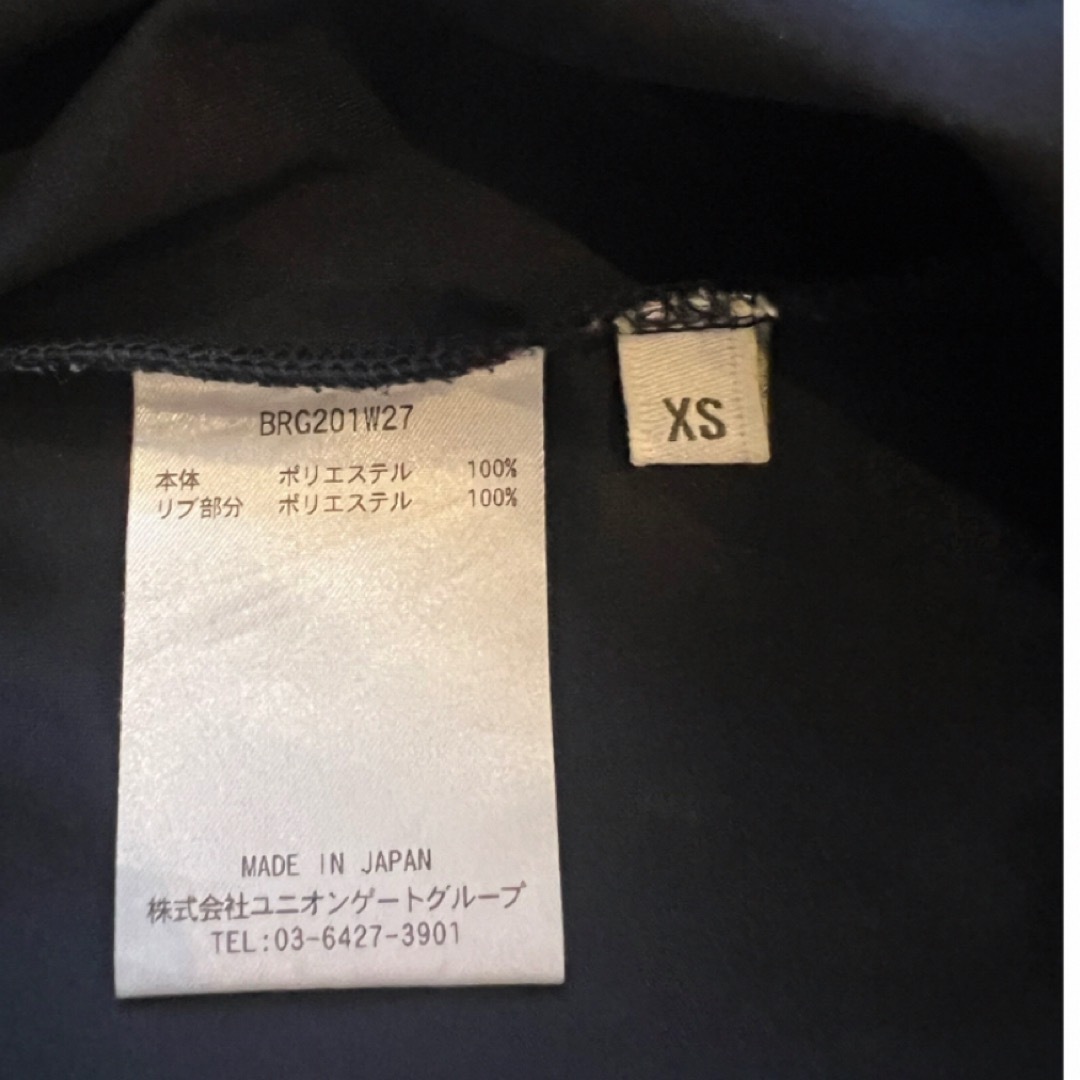 BRG201W27
本体 ポリエステル 100%
リブ部分 ポリエステル 100%
MADE IN JAPAN
株式会社ユニオンゲートグループ
TEL:03-6427-3901
XS